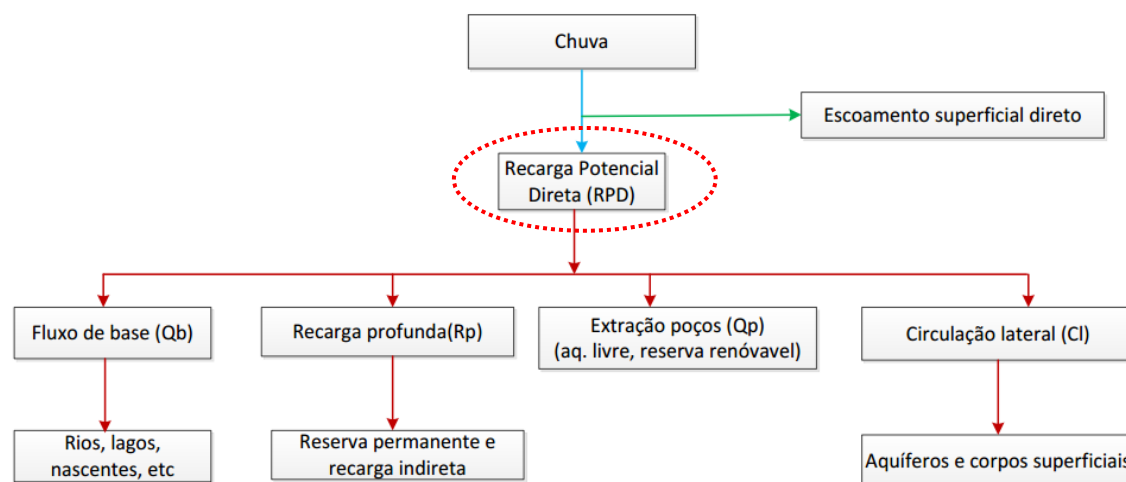 Chuva
Escoamento superficial direto
Recarga Potencial
Direta (RPD)
Fluxo de base (Qb)
Recarga profunda(Rp)
Extração poços (Qp)
(aq. livre, reserva renóvavel)
Circulação lateral (Cl)
Rios, lagos,
nascentes, etc
Reserva permanente e
recarga indireta
Aquíferos e corpos superficiais